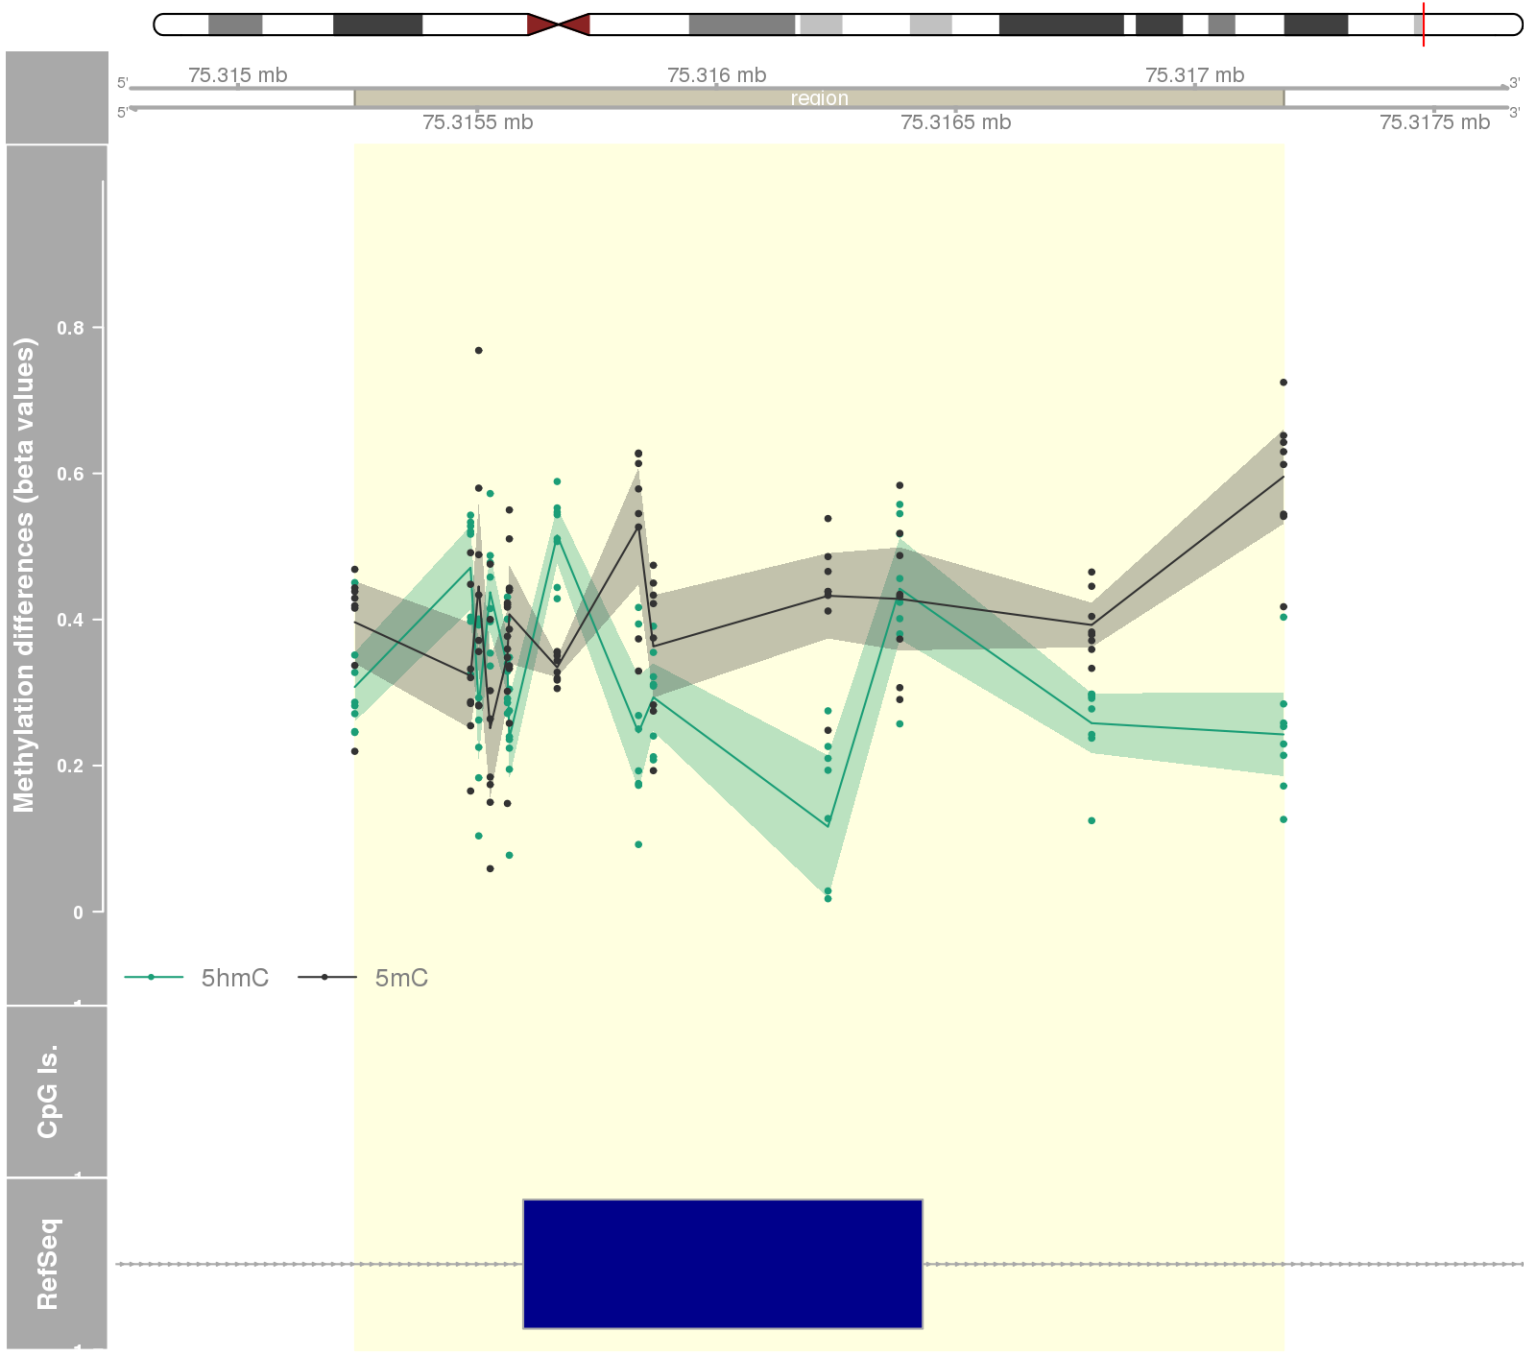 75.315 mb
75.316 mb
75.317 mb
5'
3'
region
5'
3'
75.3155 mb
75.3165 mb
75.3175 mb
Methylation differences (beta values)
0.8
0.6
0.4
0.2
0
5hmC
5mC
CpG Is.
RefSeq